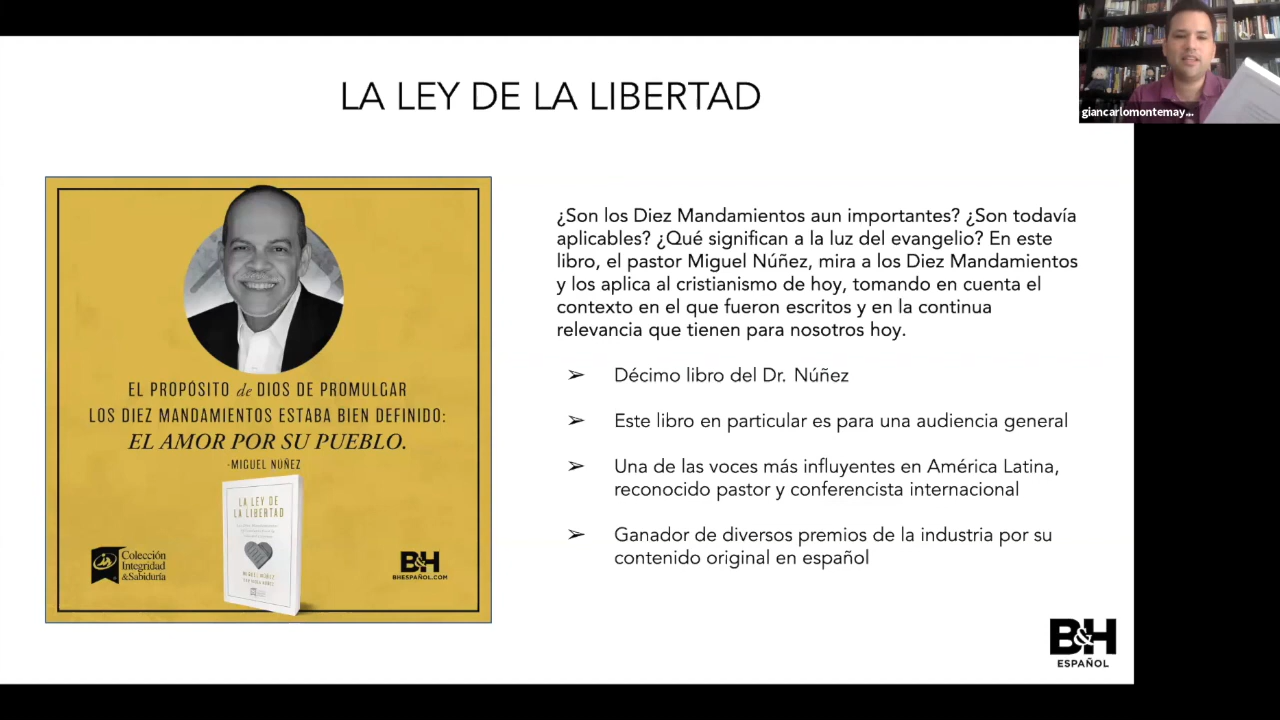 LA LEY DE LA LIBERTAD
giancarlomontemay...
EL PROPÓSITO de DIOS DE PROMULGAR
LOS DIEZ MANDAMIENTOS ESTABA BIEN DEFINIDO:
EL AMOR POR SU PUEBLO.
-MIGUEL NÚÑEZ
LA LEY DE
LA LIBERTAD
Colección
Integridad
&Sabiduría
B&H
BHESPAÑOL.COM
¿Son los Diez Mandamientos aun importantes? ¿Son todavía
aplicables? ¿Qué significan a la luz del evangelio? En este
libro, el pastor Miguel Núñez, mira a los Diez Mandamientos
y los aplica al cristianismo de hoy, tomando en cuenta el
contexto en el que fueron escritos y en la continua
relevancia que tienen para nosotros hoy.
➢ Décimo libro del Dr. Núñez
➢ Este libro en particular es para una audiencia general
➢ Una de las voces más influyentes en América Latina,
reconocido pastor y conferencista internacional
➢ Ganador de diversos premios de la industria por su
contenido original en español
B&H
ESPAÑOL